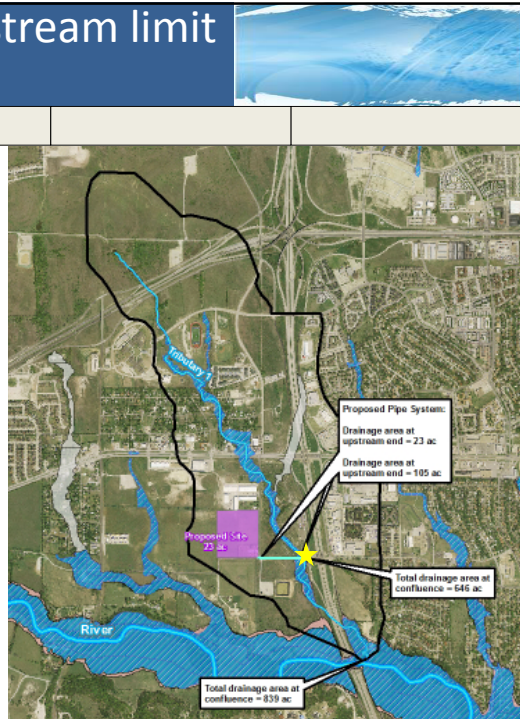 stream limit
Tributary 1
Proposed Pipe System:
Drainage area at
upstream end = 23 ac
Drainage area at
upstream end = 105 ac
Proposed Site
23 ac
Total drainage area at
confluence = 646 ac
River
Total drainage area at
confluence = 839 ac